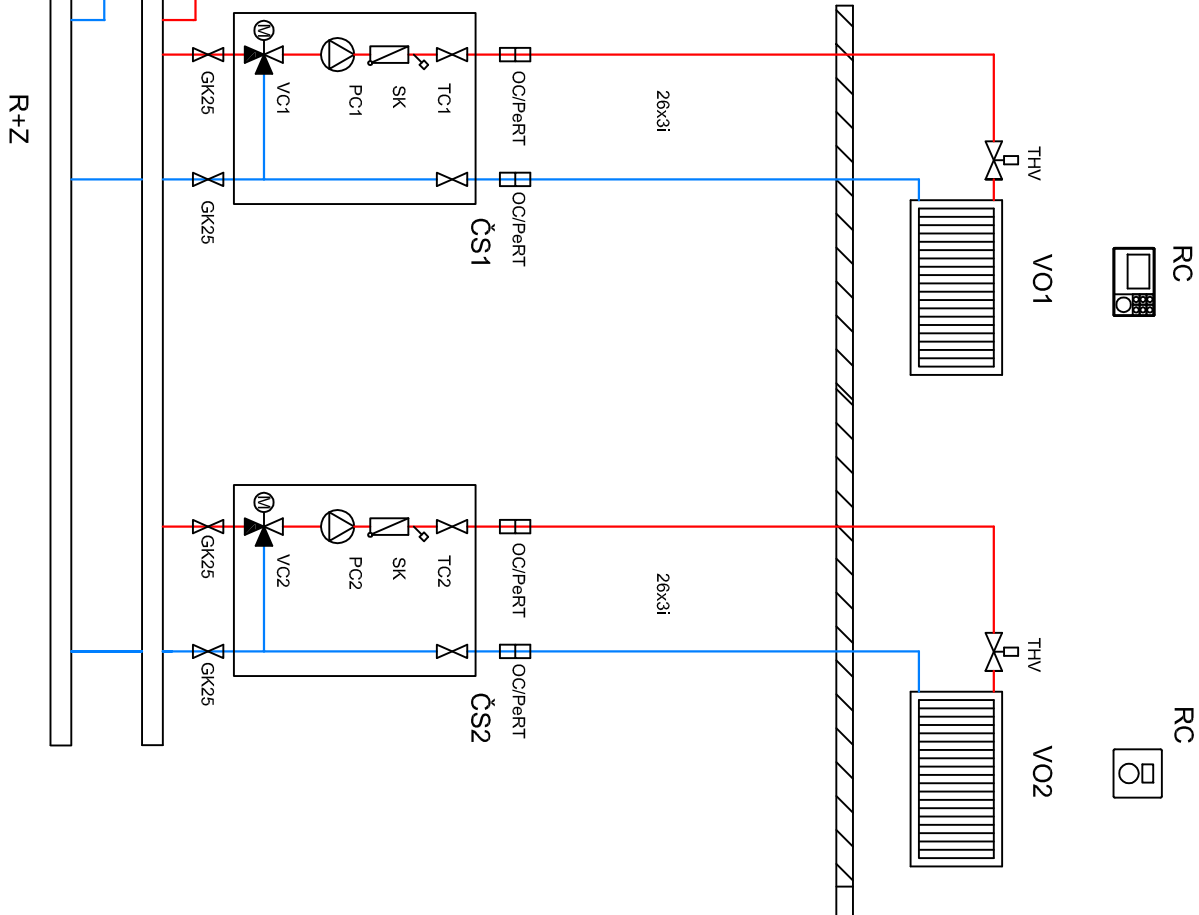 RC
THV
VO1
26x3i
OC/PeRT
OC/PeRT
ČS1
TC1
SK
PC1
M
VC1
GK25
GK25
R+Z
RC
THV
VO2
26x3i
OC/PeRT
OC/PeRT
ČS2
TC2
SK
PC2
M
VC2
GK25
GK25